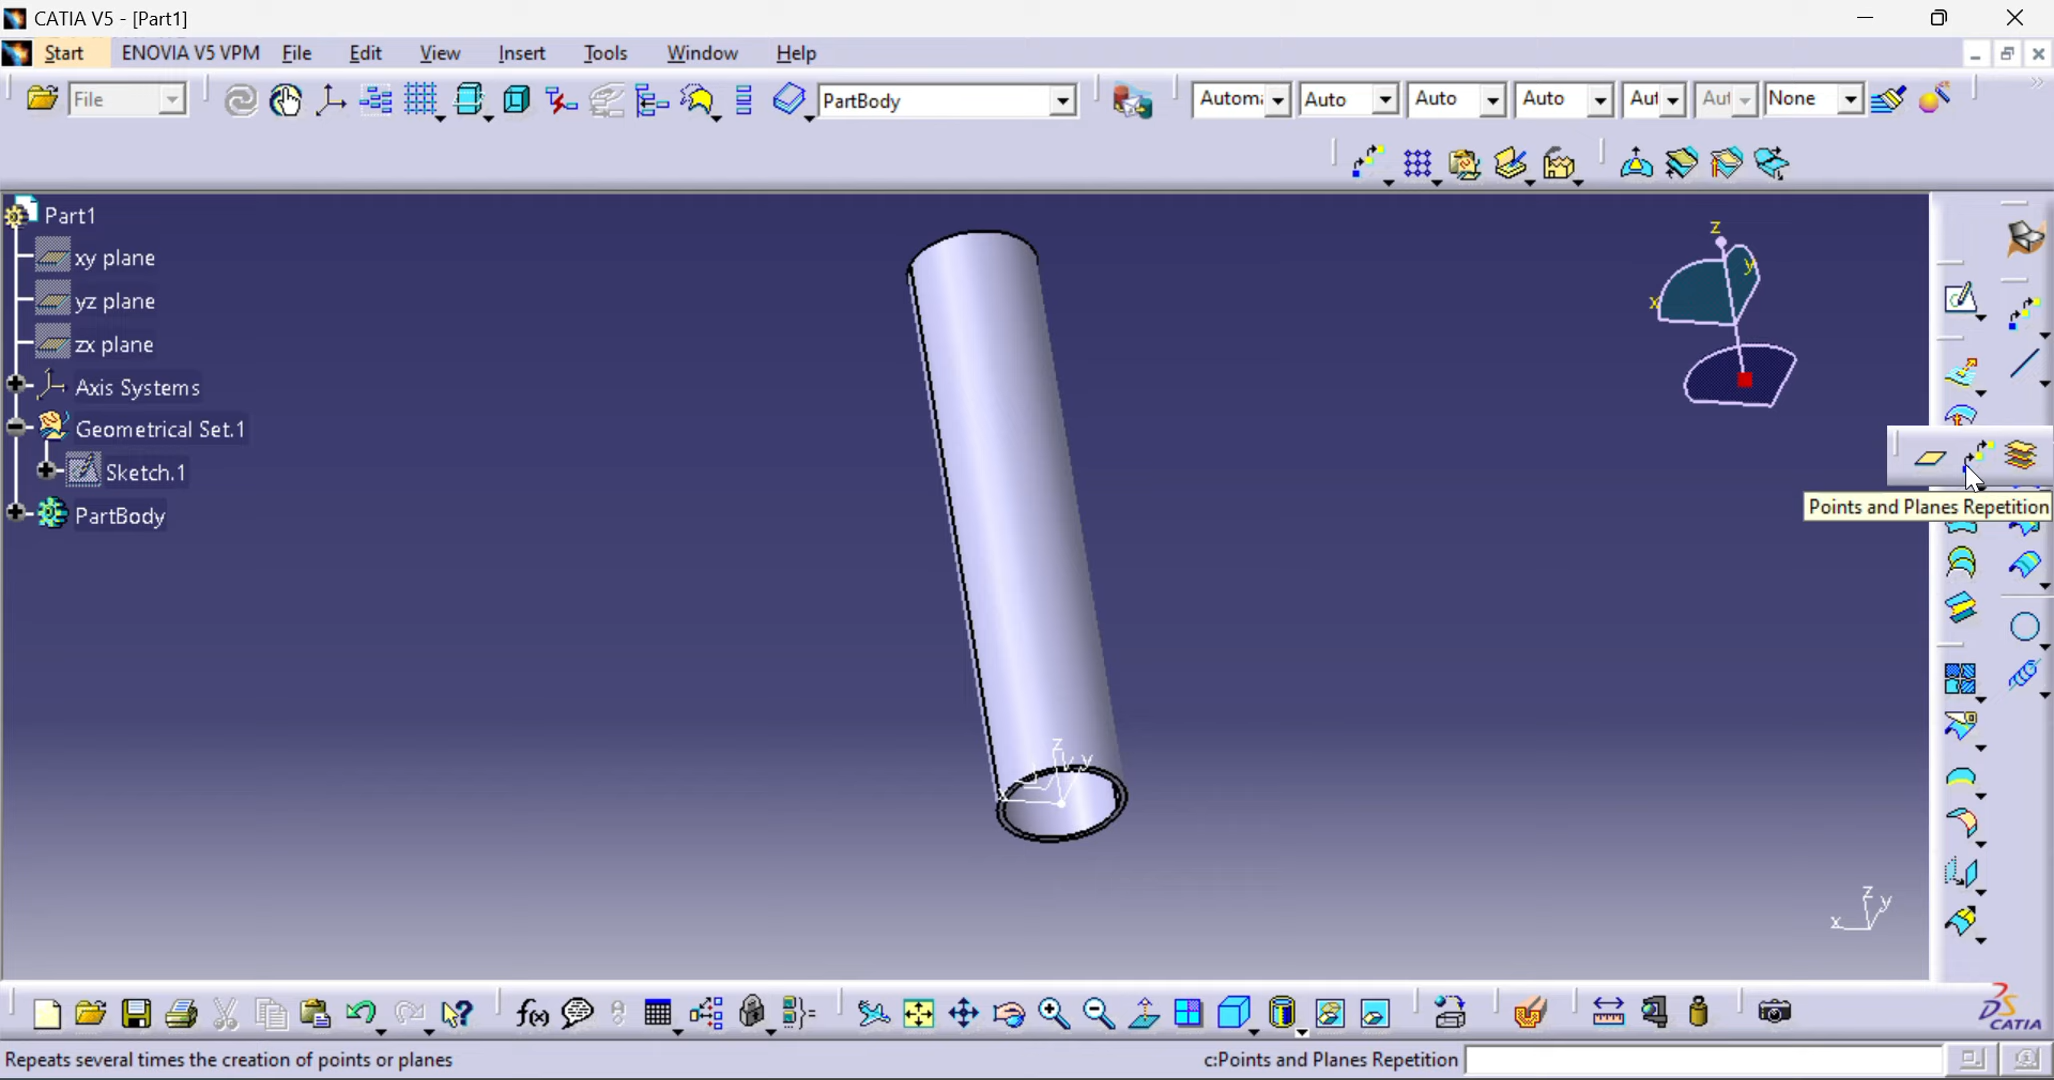 CATIA V5 - [Part1]
Start ENOVIA V5 VPM File Edit View Insert Tools Window Help
File PartBody Auto Auto Auto Aut Aut None
Part1
xy plane
yz plane
zx plane
Axis Systems
Geometrical Set.1
Sketch.1
PartBody
z
y
x
Points and Planes Repetition
z
y
x
z
y
x
f(x)
CATIA
Repeats several times the creation of points or planes
c:Points and Planes Repetition